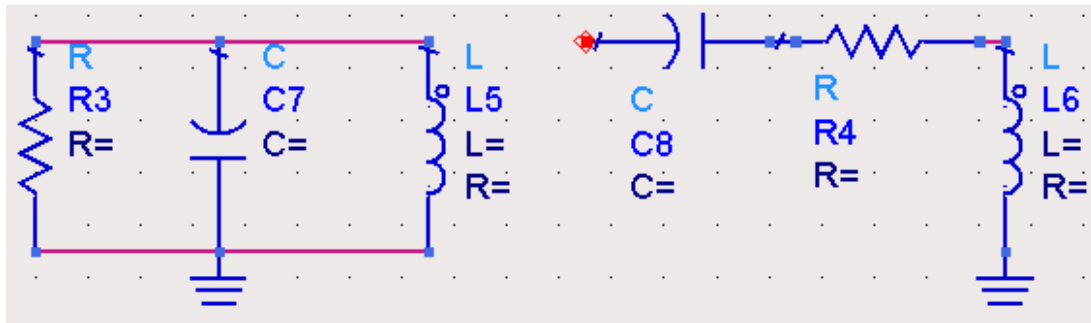 R
R3
R=
C
C7
C=
L
L5
L=
R=
C
C8
C=
R
R4
R=
L
L6
L=
R=